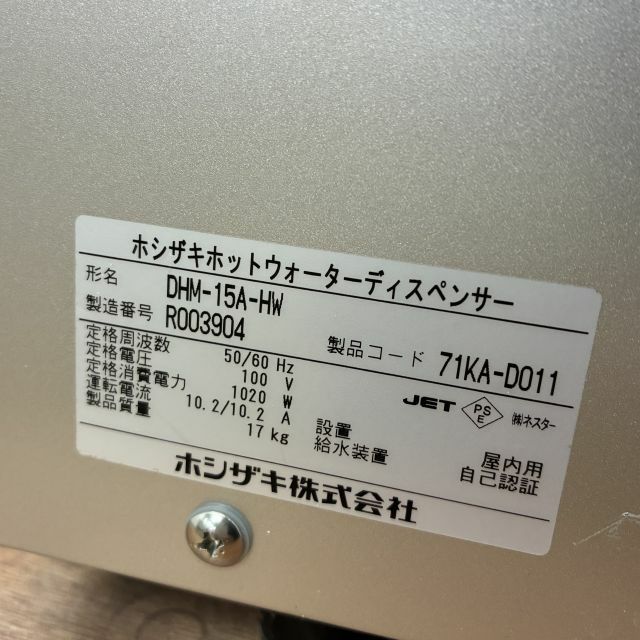 ホシザキホットウォーターディスペンサー
形名 DHM-15A-HW
製造番号 R003904 製品コード 71KA-D011
定格周波数 50/60 Hz
定格電圧 100 V
定格消費電力 1020 W
運転電流 10.2/10.2 A
製品質量 17 kg
JET PSE ㈱ネスター
設置 屋内用
給水装置 自己認証
ホシザキ株式会社